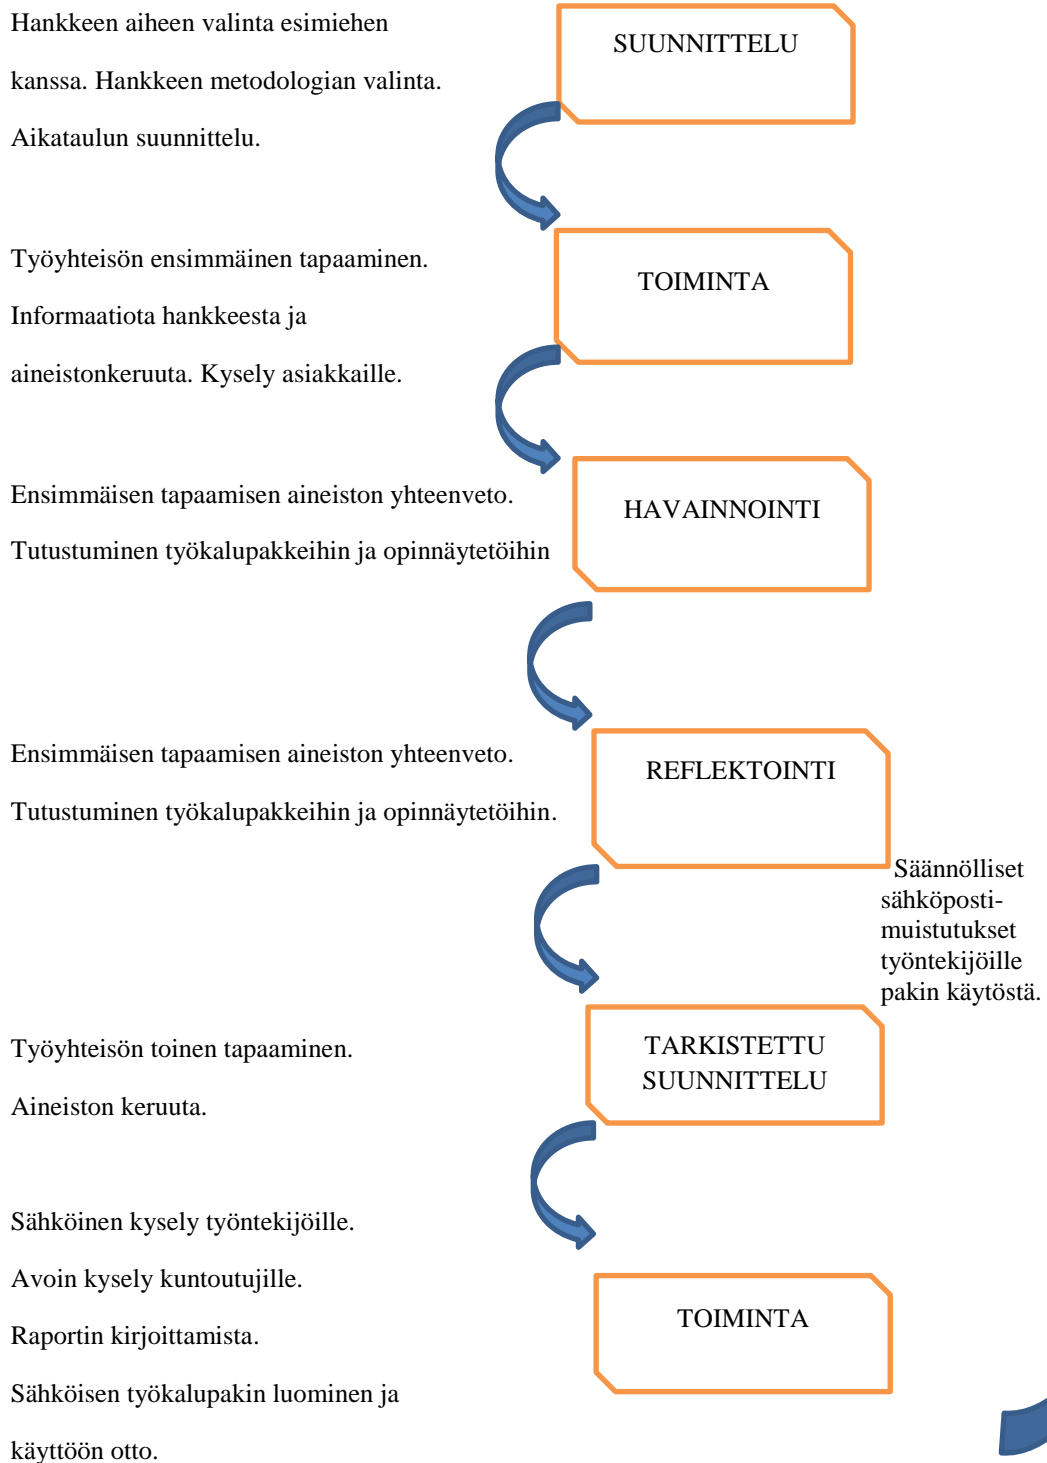 Hankkeen aiheen valinta esimiehen
kanssa. Hankkeen metodologian valinta.
Aikataulun suunnittelu.
SUUNNITTELU
Työyhteisön ensimmäinen tapaaminen.
Informaatiota hankkeesta ja
aineistonkeruuta. Kysely asiakkaille.
TOIMINTA
Ensimmäisen tapaamisen aineiston yhteenveto.
Tutustuminen työkalupakkeihin ja opinnäytetöihin
HAVAINNOINTI
Ensimmäisen tapaamisen aineiston yhteenveto.
Tutustuminen työkalupakkeihin ja opinnäytetöihin.
REFLEKTOINTI
Säännölliset
sähköposti-
muistutukset
työntekijöille
pakin käytöstä.
Työyhteisön toinen tapaaminen.
Aineiston keruuta.
TARKISTETTU
SUUNNITTELU
Sähköinen kysely työntekijöille.
Avoin kysely kuntoutujille.
Raportin kirjoittamista.
Sähköisen työkalupakin luominen ja
käyttöön otto.
TOIMINTA